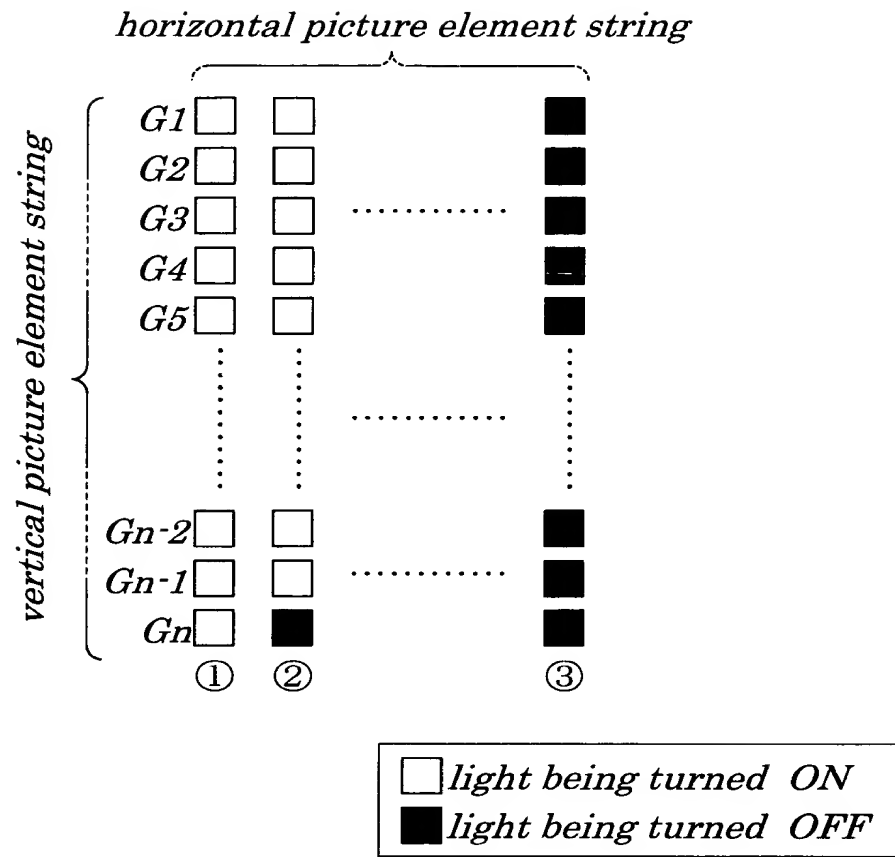 horizontal picture element string
vertical picture element string
G1
G2
G3
G4
G5
Gn-2
Gn-1
Gn
① ② ③
light being turned ON
light being turned OFF